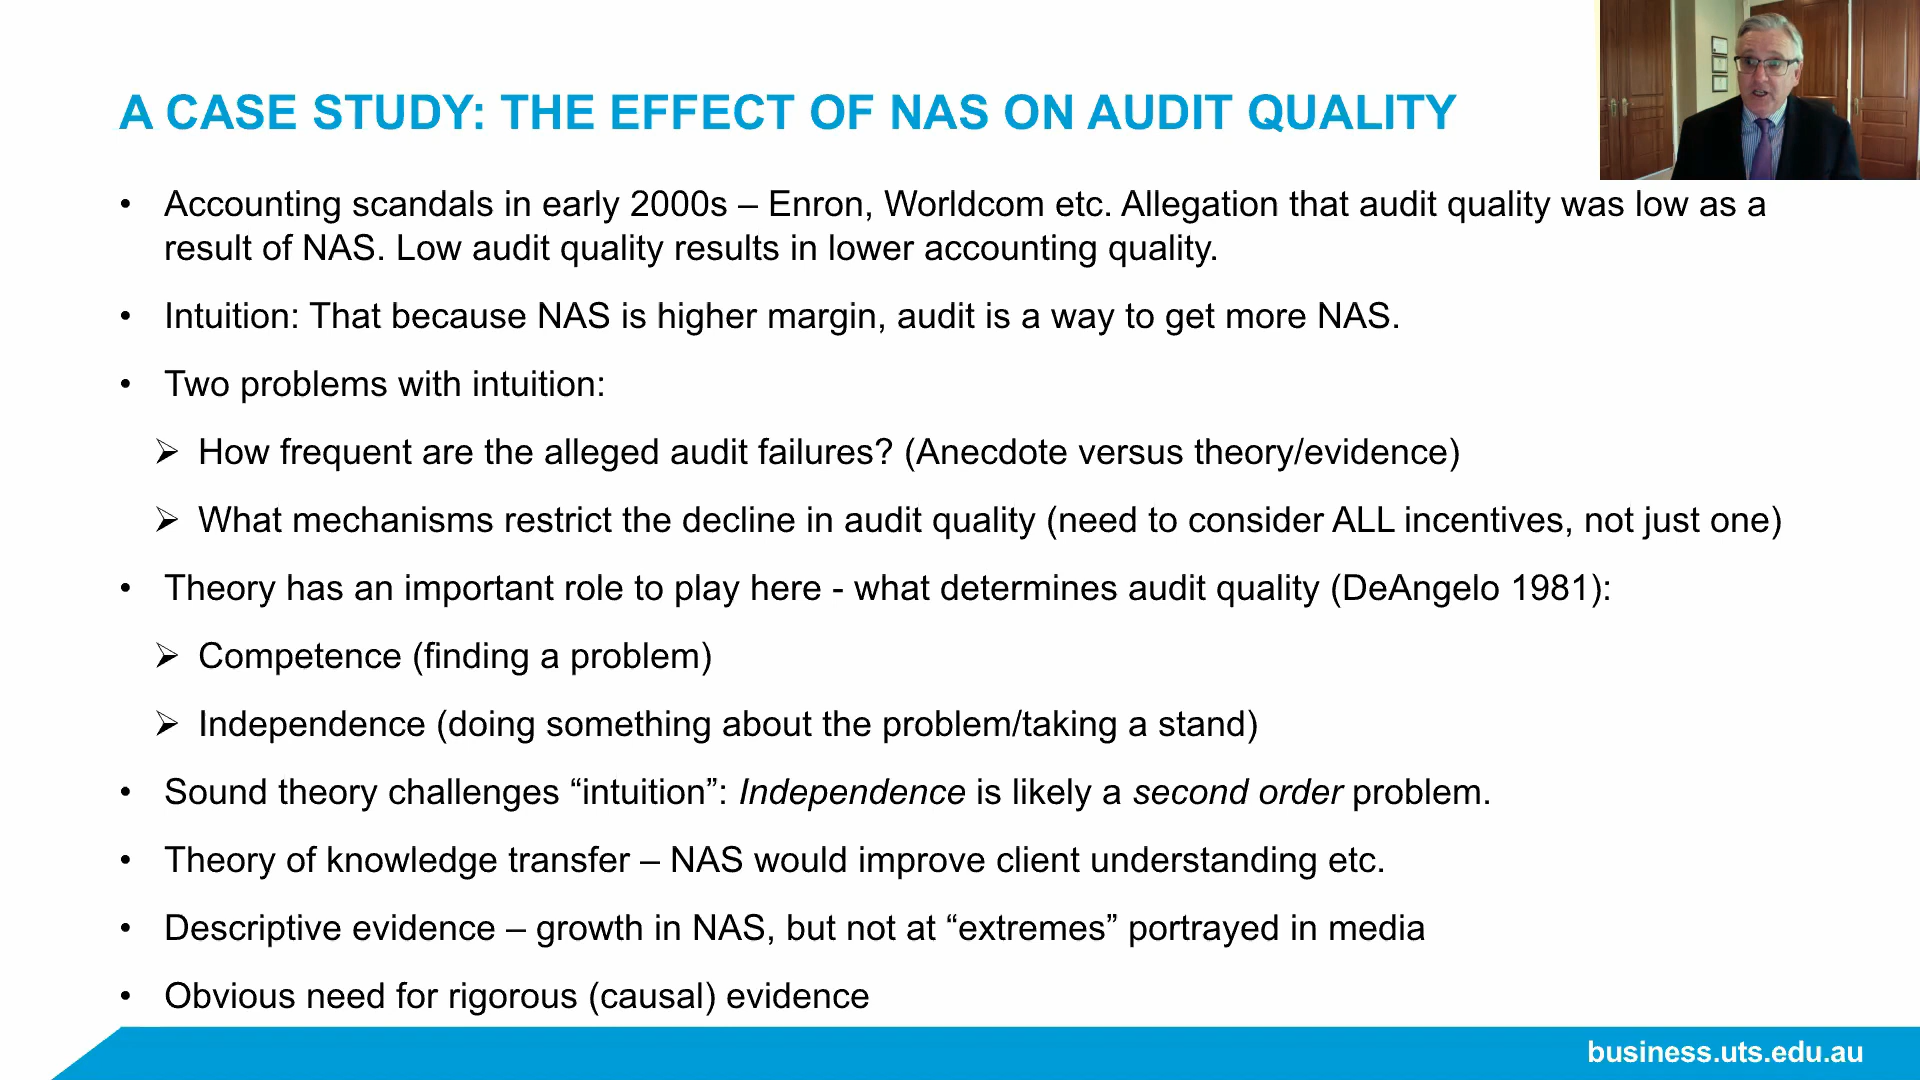 A CASE STUDY: THE EFFECT OF NAS ON AUDIT QUALITY
• Accounting scandals in early 2000s – Enron, Worldcom etc. Allegation that audit quality was low as a
result of NAS. Low audit quality results in lower accounting quality.
• Intuition: That because NAS is higher margin, audit is a way to get more NAS.
• Two problems with intuition:
➢ How frequent are the alleged audit failures? (Anecdote versus theory/evidence)
➢ What mechanisms restrict the decline in audit quality (need to consider ALL incentives, not just one)
• Theory has an important role to play here - what determines audit quality (DeAngelo 1981):
➢ Competence (finding a problem)
➢ Independence (doing something about the problem/taking a stand)
• Sound theory challenges “intuition”: Independence is likely a second order problem.
• Theory of knowledge transfer – NAS would improve client understanding etc.
• Descriptive evidence – growth in NAS, but not at “extremes” portrayed in media
• Obvious need for rigorous (causal) evidence
business.uts.edu.au